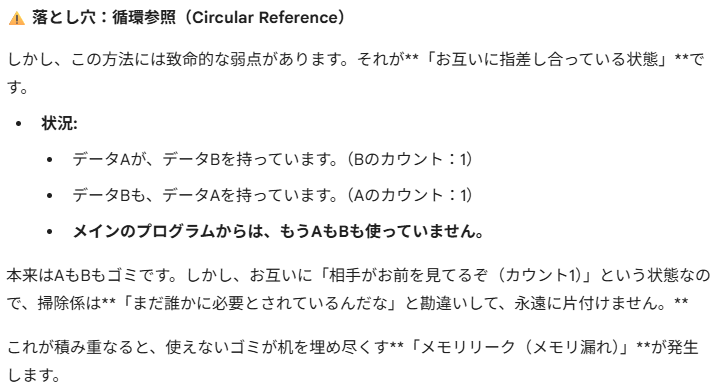 ⚠️ 落とし穴：循環参照（Circular Reference）
しかし、この方法には致命的な弱点があります。それが**「お互いに指差し合っている状態」**で
す。
• 状況:
• データAが、データBを持っています。（Bのカウント：1）
• データBも、データAを持っています。（Aのカウント：1）
• メインのプログラムからは、もうAもBも使っていません。
本来はAもBもゴミです。しかし、お互いに「相手がお前を見てるぞ（カウント1）」という状態なの
で、掃除係は**「まだ誰かに必要とされているんだな」と勘違いして、永遠に片付けません。**
これが積み重なると、使えないゴミが机を埋め尽くす**「メモリリーク（メモリ漏れ）」**が発生
します。